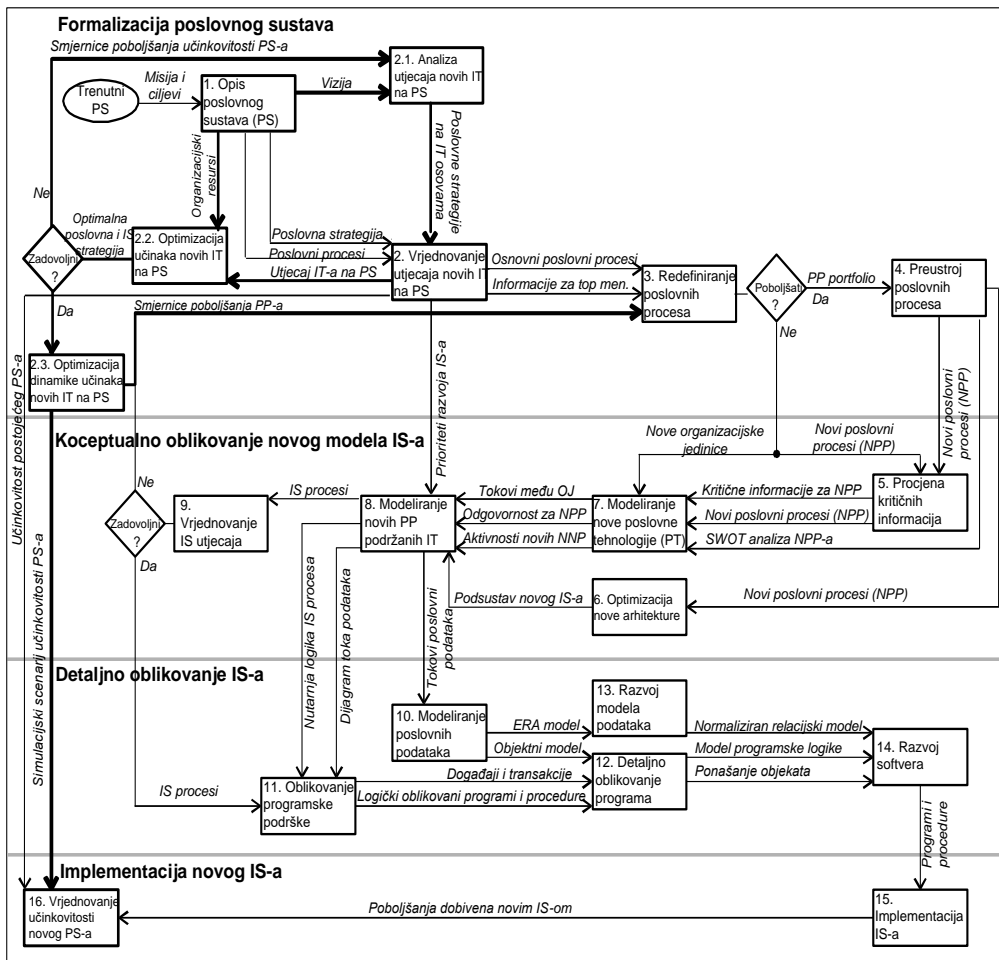 Formalizacija poslovnog sustava
Smjernice poboljšanja učinkovitosti PS-a
Trenutni
PS
Misija i
ciljevi
1. Opis
poslovnog
sustava (PS)
Vizija
2.1. Analiza
utjecaja novih IT
na PS
Organizacijski
resursi
Poslovne strategije
na IT osovama
Ne
Optimalna
poslovna i IS
strategija
Zadovoljni
?
2.2. Optimizacija
učinaka novih IT
na PS
Poslovna strategija
Poslovni procesi
Utjecaj IT-a na PS
2. Vrjednovanje
utjecaja novih IT
na PS
Osnovni poslovni procesi
Informacije za top men.
3. Redefiniranje
poslovnih
procesa
Poboljšati
?
PP portfolio
Da
Ne
4. Preustroj
poslovnih
procesa
Da
Smjernice poboljšanja PP-a
2.3. Optimizacija
dinamike učinaka
novih IT na PS
Učinkovitost postojećeg PS-a
Prioriteti razvoja IS-a
Novi poslovni
procesi (NPP)
Koceptualno oblikovanje novog modela IS-a
Nove organizacijske
jedinice
Novi poslovni
procesi (NPP)
Ne
Zadovoljni
?
Da
9.
Vrjednovanje
IS utjecaja
IS procesi
8. Modeliranje
novih PP
podržanih IT
Tokovi među OJ
Odgovornost za NPP
Aktivnosti novih NNP
7. Modeliranje
nove poslovne
tehnologije (PT)
Kritične informacije za NPP
Novi poslovni procesi (NPP)
SWOT analiza NPP-a
5. Procjena
kritičnih
informacija
Simulacijski scenarij učinkovitosti PS-a
Podsustav novog IS-a
6. Optimizacija
nove arhitekture
Novi poslovni procesi (NPP)
Nutarnja logika IS procesa
Dijagram toka podataka
Tokovi poslovni
podataka
Detaljno oblikovanje IS-a
10. Modeliranje
poslovnih
podataka
ERA model
Objektni model
13. Razvoj
modela
podataka
Normaliziran relacijski model
12. Detaljno
oblikovanje
programa
Model programske logike
Ponašanje objekata
14. Razvoj
softvera
IS procesi
11. Oblikovanje
programske
podrške
Događaji i transakcije
Logički oblikovani programi i procedure
Programi i
procedure
Implementacija novog IS-a
16. Vrjednovanje
učinkovitosti
novog PS-a
Poboljšanja dobivena novim IS-om
15.
Implementacija
IS-a